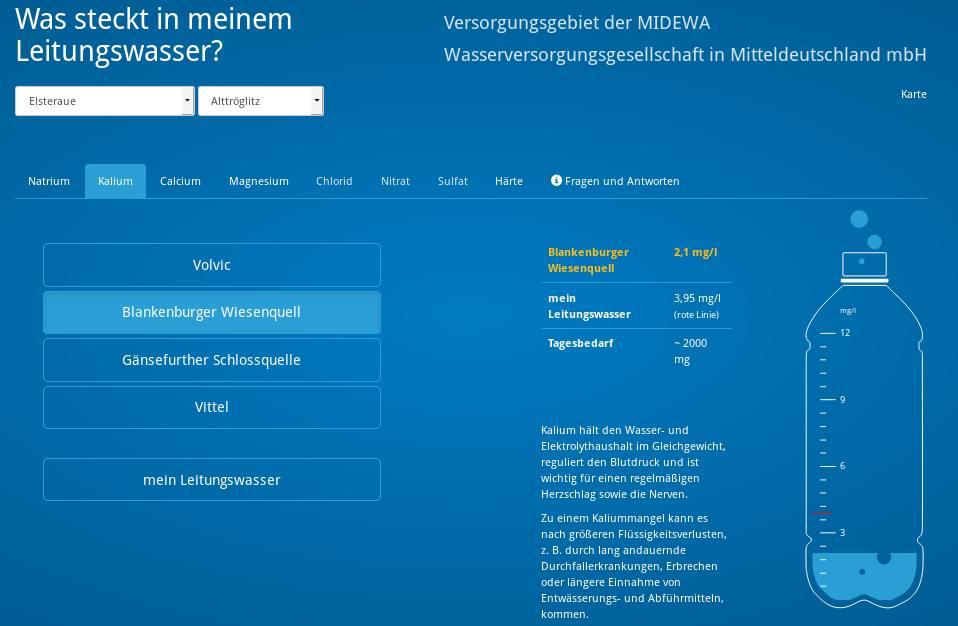 Was steckt in meinem
Leitungswasser?
Versorgungsgebiet der MIDEWA
Wasserversorgungsgesellschaft in Mitteldeutschland mbH
Elsteraue
Alttröglitz
Karte
Natrium
Kalium
Calcium
Magnesium
Chlorid
Nitrat
Sulfat
Härte
Fragen und Antworten
Volvic
Blankenburger Wiesenquell
Gänsefurther Schlossquelle
Vittel
mein Leitungswasser
Blankenburger 2,1 mg/l
Wiesenquell
mein 3,95 mg/l
Leitungswasser (rote Linie)
Tagesbedarf ~ 2000
mg
Kalium hält den Wasser- und
Elektrolythaushalt im Gleichgewicht,
reguliert den Blutdruck und ist
wichtig für einen regelmäßigen
Herzschlag sowie die Nerven.
Zu einem Kaliummangel kann es
nach größeren Flüssigkeitsverlusten,
z. B. durch lang andauernde
Durchfallerkrankungen, Erbrechen
oder längere Einnahme von
Entwässerungs- und Abführmitteln,
kommen.
mg/l
12
9
6
3